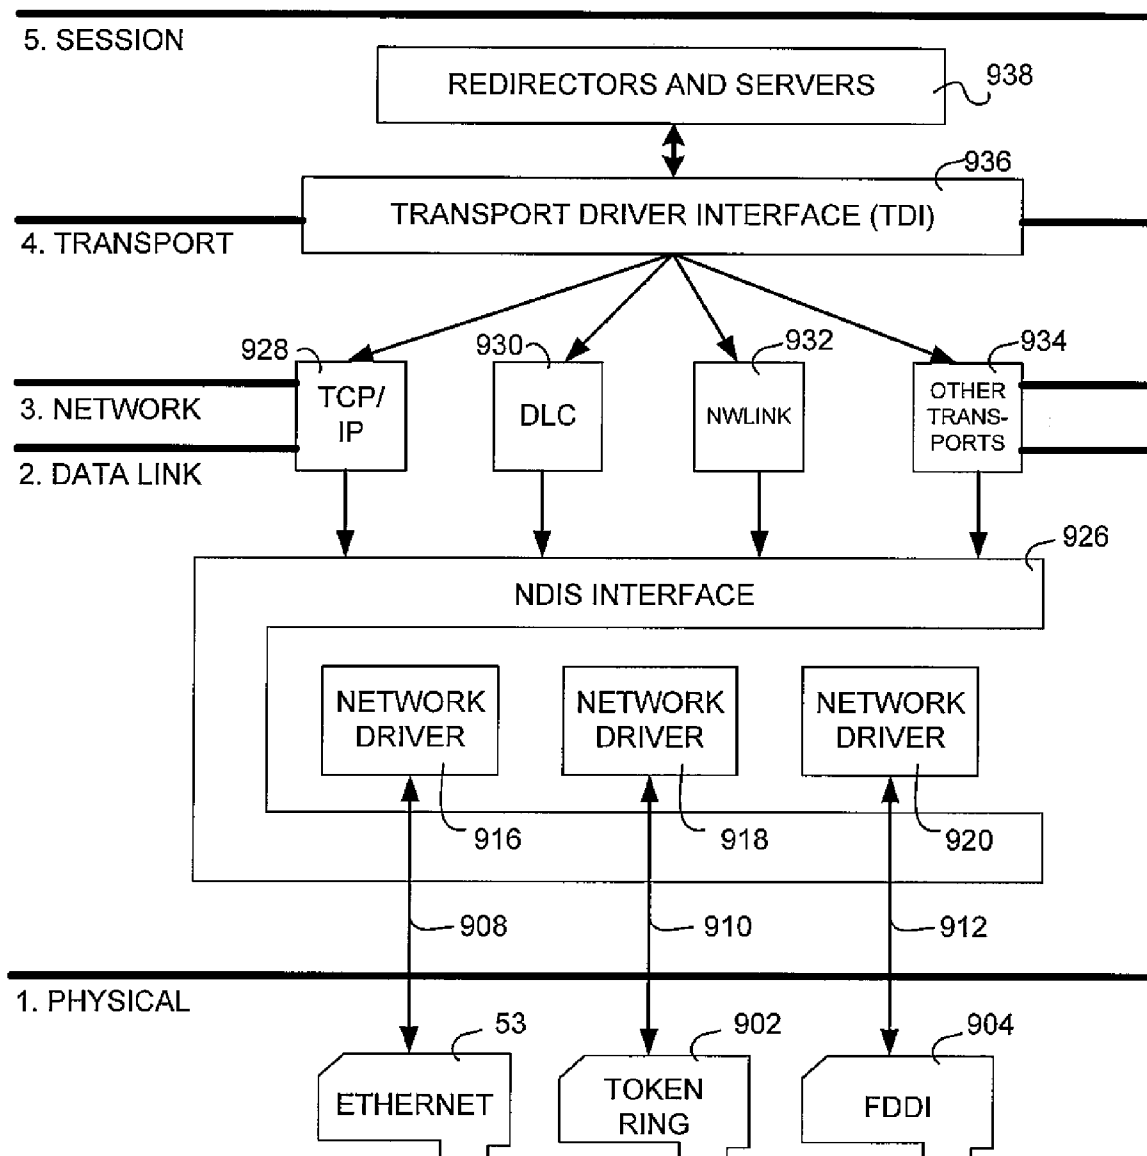 5. SESSION
REDIRECTORS AND SERVERS
938
936
TRANSPORT DRIVER INTERFACE (TDI)
4. TRANSPORT
928
930
932
934
3. NETWORK
TCP/
IP
DLC
NWLINK
OTHER
TRANS-
PORTS
2. DATA LINK
926
NDIS INTERFACE
NETWORK
DRIVER
NETWORK
DRIVER
NETWORK
DRIVER
916
918
920
908
910
912
1. PHYSICAL
53
902
904
ETHERNET
TOKEN
RING
FDDI